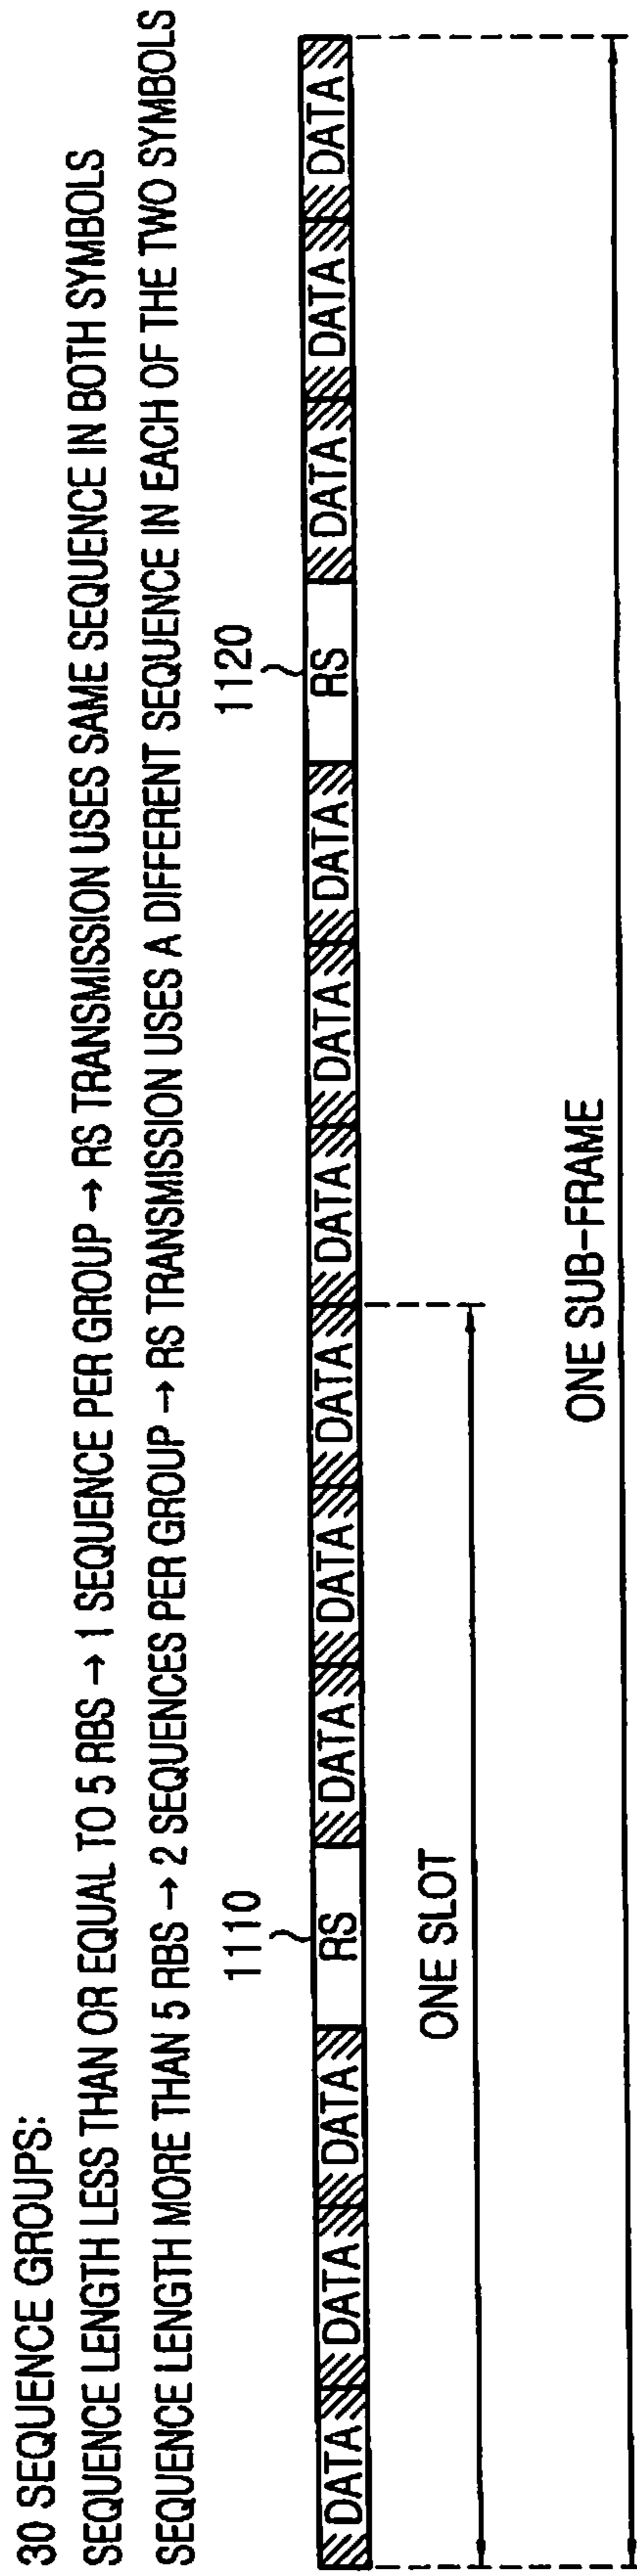 30 SEQUENCE GROUPS:
SEQUENCE LENGTH LESS THAN OR EQUAL TO 5 RBS → 1 SEQUENCE PER GROUP → RS TRANSMISSION USES SAME SEQUENCE IN BOTH SYMBOLS
SEQUENCE LENGTH MORE THAN 5 RBS → 2 SEQUENCES PER GROUP → RS TRANSMISSION USES A DIFFERENT SEQUENCE IN EACH OF THE TWO SYMBOLS
1110 1120
DATA DATA DATA RS DATA DATA DATA DATA DATA DATA RS DATA DATA DATA
ONE SLOT
ONE SUB-FRAME